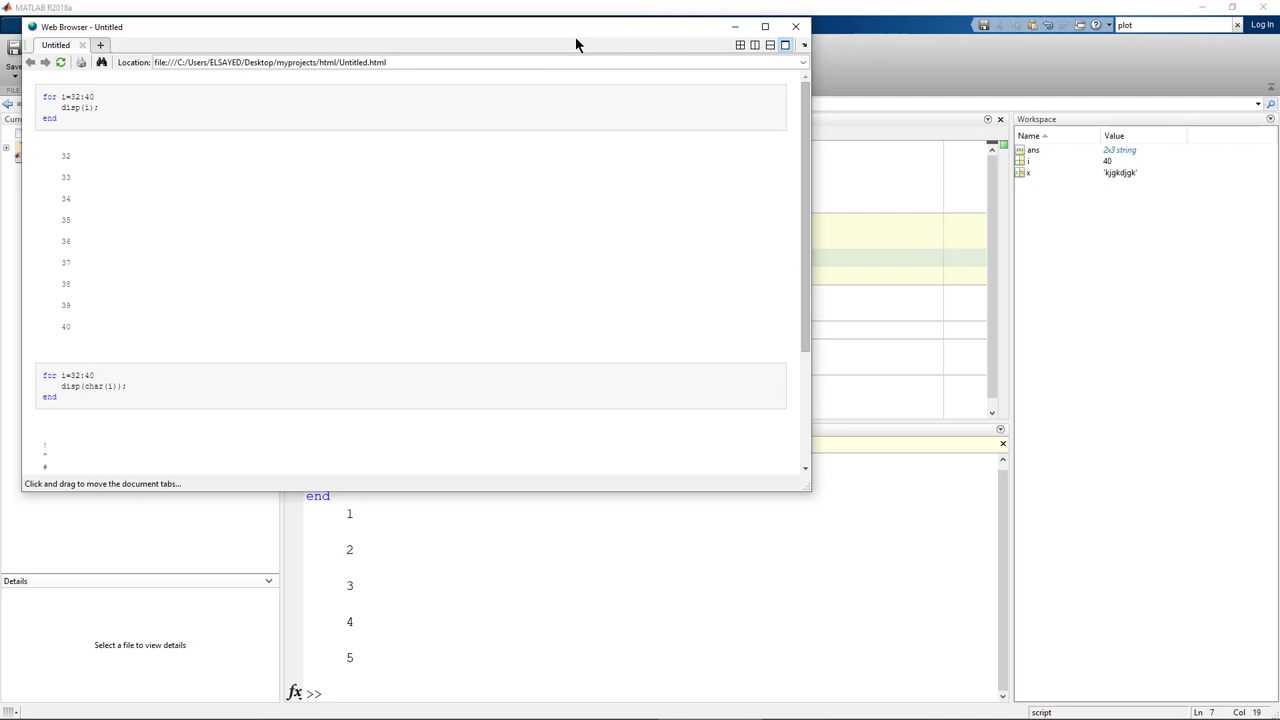 MATLAB R2018a
Web Browser - Untitled
plot
Log In
Untitled
Location:
file:///C:/Users/ELSAYED/Desktop/myprojects/html/Untitled.html
for i=32:40
disp(i);
end
32
33
34
35
36
37
38
39
40
for i=32:40
disp(char(i));
end
!
"
#
Click and drag to move the document tabs...
Workspace
Name
Value
ans
2x3 string
i
40
x
'kjgkdjgk'
end
1
2
3
4
5
fx >>
Details
Select a file to view details
script
Ln 7
Col 19